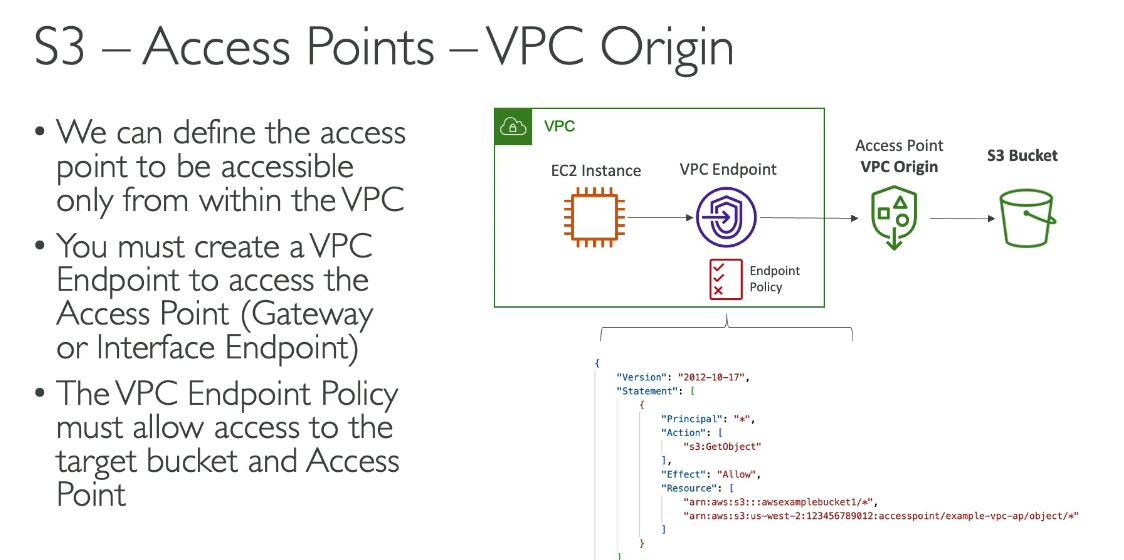 S3 – Access Points – VPC Origin
• We can define the access
point to be accessible
only from within the VPC
• You must create a VPC
Endpoint to access the
Access Point (Gateway
or Interface Endpoint)
• The VPC Endpoint Policy
must allow access to the
target bucket and Access
Point
VPC
EC2 Instance
VPC Endpoint
Endpoint
Policy
Access Point
VPC Origin
S3 Bucket
{
"Version": "2012-10-17",
"Statement": [
{
"Principal": "*",
"Action": [
"s3:GetObject"
],
"Effect": "Allow",
"Resource": [
"arn:aws:s3:::awsexamplebucket1/*",
"arn:aws:s3:us-west-2:123456789012:accesspoint/example-vpc-ap/object/*"
]
}
]